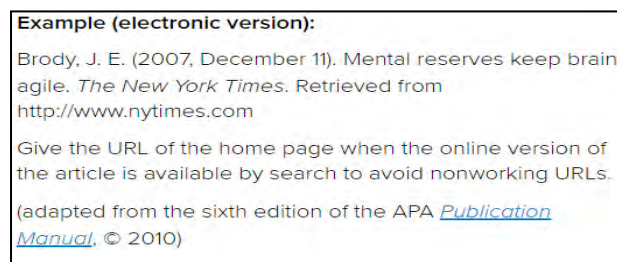 Example (electronic version):
Brody, J. E. (2007, December 11). Mental reserves keep brain
agile. The New York Times. Retrieved from
http://www.nytimes.com
Give the URL of the home page when the online version of
the article is available by search to avoid nonworking URLs.
(adapted from the sixth edition of the APA Publication
Manual, © 2010)